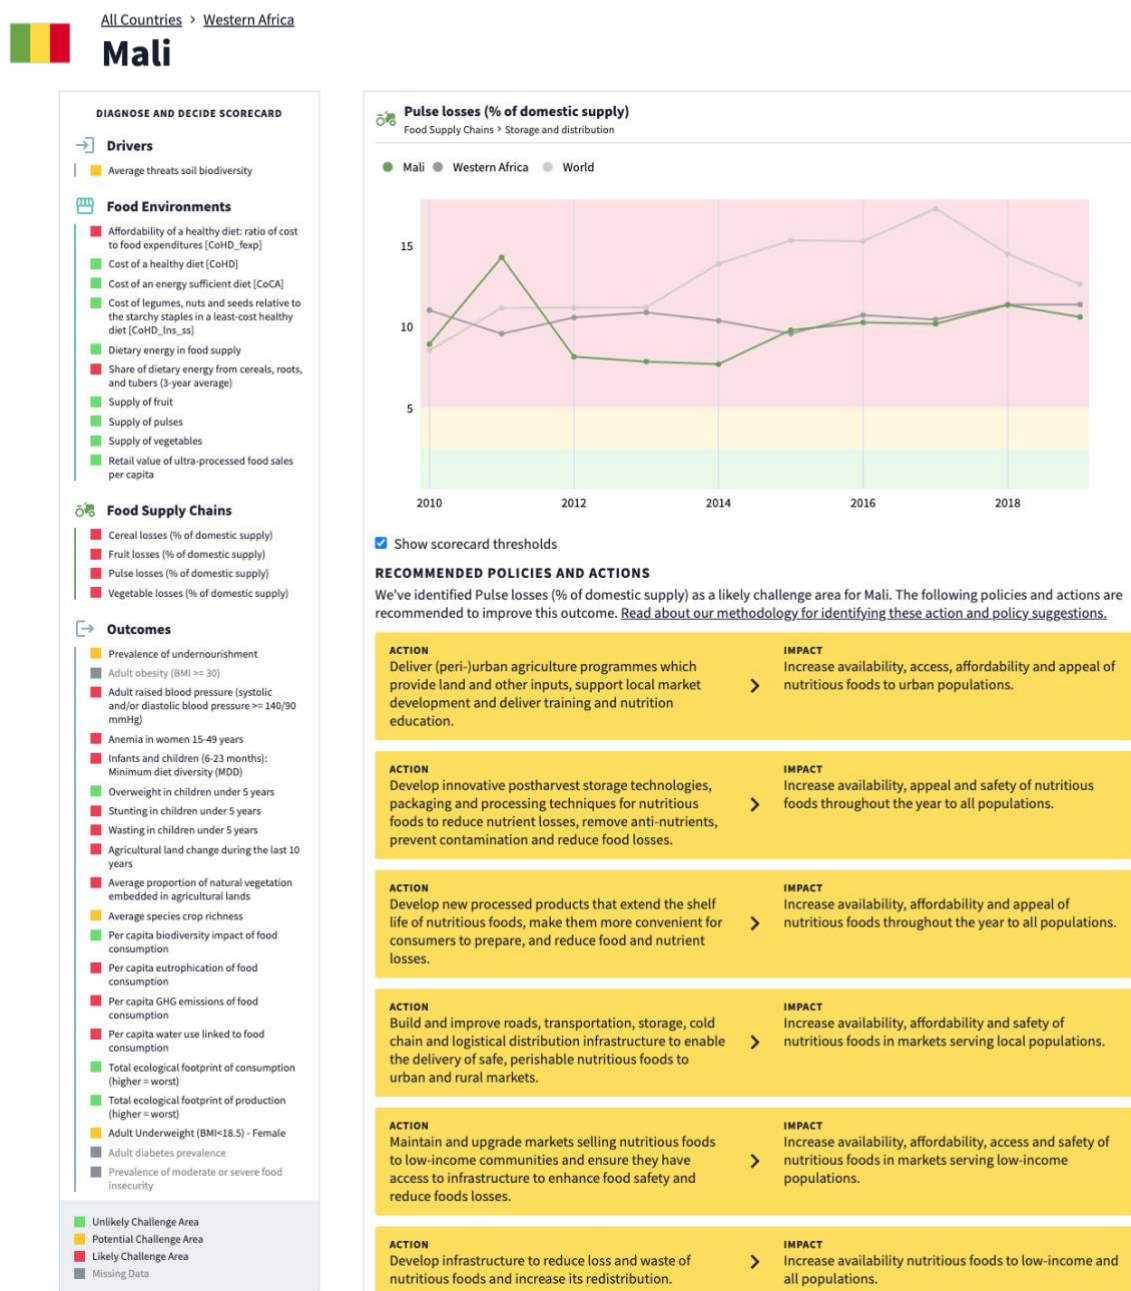 All Countries > Western Africa
Mali
DIAGNOSE AND DECIDE SCORECARD
Drivers
Average threats soil biodiversity
Food Environments
Affordability of a healthy diet: ratio of cost
to food expenditures [CoHD_fexp]
Cost of a healthy diet [CoHD]
Cost of an energy sufficient diet [CoCA]
Cost of legumes, nuts and seeds relative to
the starchy staples in a least-cost healthy
diet [CoHD_lns_ss]
Dietary energy in food supply
Share of dietary energy from cereals, roots,
and tubers (3-year average)
Supply of fruit
Supply of pulses
Supply of vegetables
Retail value of ultra-processed food sales
per capita
Food Supply Chains
Cereal losses (% of domestic supply)
Fruit losses (% of domestic supply)
Pulse losses (% of domestic supply)
Vegetable losses (% of domestic supply)
Outcomes
Prevalence of undernourishment
Adult obesity (BMI >= 30)
Adult raised blood pressure (systolic
and/or diastolic blood pressure >= 140/90
mmHg)
Anemia in women 15-49 years
Infants and children (6-23 months):
Minimum diet diversity (MDD)
Overweight in children under 5 years
Stunting in children under 5 years
Wasting in children under 5 years
Agricultural land change during the last 10
years
Average proportion of natural vegetation
embedded in agricultural lands
Average species crop richness
Per capita biodiversity impact of food
consumption
Per capita eutrophication of food
consumption
Per capita GHG emissions of food
consumption
Per capita water use linked to food
consumption
Total ecological footprint of consumption
(higher = worst)
Total ecological footprint of production
(higher = worst)
Adult Underweight (BMI<18.5) - Female
Adult diabetes prevalence
Prevalence of moderate or severe food
insecurity
Unlikely Challenge Area
Potential Challenge Area
Likely Challenge Area
Missing Data
Pulse losses (% of domestic supply)
Food Supply Chains > Storage and distribution
Mali Western Africa World
15
10
5
2010 2012 2014 2016 2018
Show scorecard thresholds
RECOMMENDED POLICIES AND ACTIONS
We've identified Pulse losses (% of domestic supply) as a likely challenge area for Mali. The following policies and actions are
recommended to improve this outcome. Read about our methodology for identifying these action and policy suggestions.
ACTION
Deliver (peri-)urban agriculture programmes which
provide land and other inputs, support local market
development and deliver training and nutrition
education.
IMPACT
Increase availability, access, affordability and appeal of
nutritious foods to urban populations.
ACTION
Develop innovative postharvest storage technologies,
packaging and processing techniques for nutritious
foods to reduce nutrient losses, remove anti-nutrients,
prevent contamination and reduce food losses.
IMPACT
Increase availability, appeal and safety of nutritious
foods throughout the year to all populations.
ACTION
Develop new processed products that extend the shelf
life of nutritious foods, make them more convenient for
consumers to prepare, and reduce food and nutrient
losses.
IMPACT
Increase availability, affordability and appeal of
nutritious foods throughout the year to all populations.
ACTION
Build and improve roads, transportation, storage, cold
chain and logistical distribution infrastructure to enable
the delivery of safe, perishable nutritious foods to
urban and rural markets.
IMPACT
Increase availability, affordability and safety of
nutritious foods in markets serving local populations.
ACTION
Maintain and upgrade markets selling nutritious foods
to low-income communities and ensure they have
access to infrastructure to enhance food safety and
reduce foods losses.
IMPACT
Increase availability, affordability, access and safety of
nutritious foods in markets serving low-income
populations.
ACTION
Develop infrastructure to reduce loss and waste of
nutritious foods and increase its redistribution.
IMPACT
Increase availability nutritious foods to low-income and
all populations.